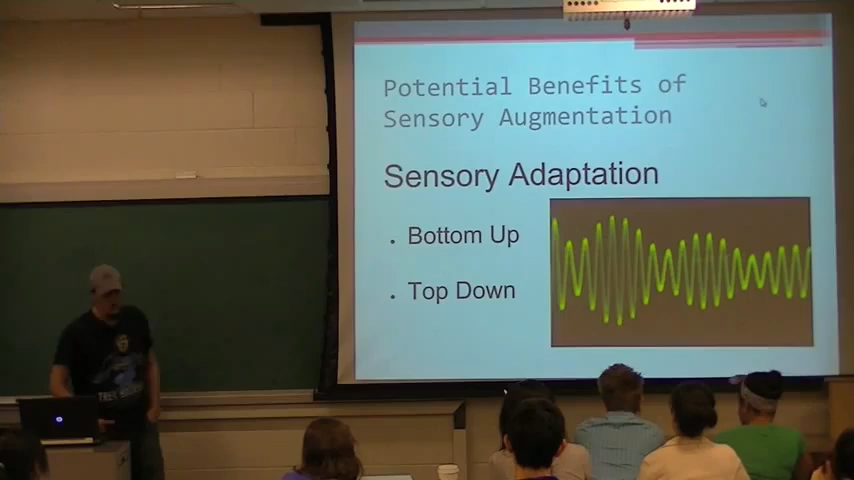 Potential Benefits of
Sensory Augmentation
Sensory Adaptation
. Bottom Up
. Top Down